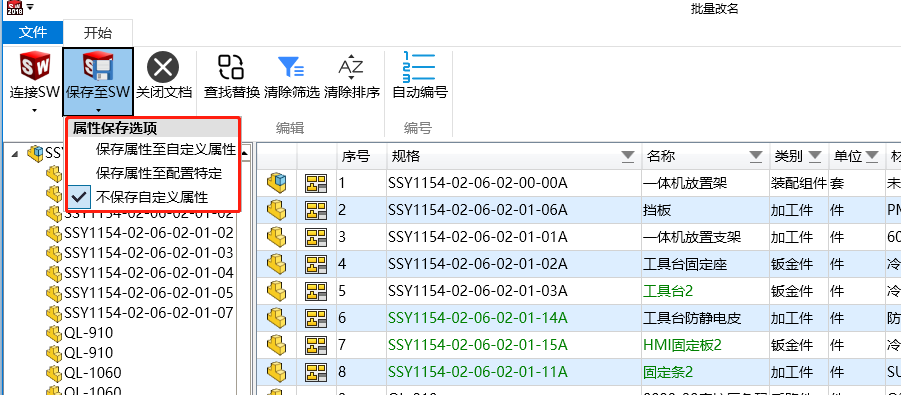 SW
2018
批量改名
文件
开始
SW
连接SW
保存至SW
关闭文档
查找替换
清除筛选
AZ
清除排序
1
2
3
自动编号
编辑
编号
属性保存选项
保存属性至自定义属性
保存属性至配置特定
不保存自定义属性
SSY
SSY1154-02-06-02-01-02
SSY1154-02-06-02-01-02
SSY1154-02-06-02-01-03
SSY1154-02-06-02-01-04
SSY1154-02-06-02-01-05
SSY1154-02-06-02-01-07
QL-910
QL-910
QL-1060
QL-1060
序号 规格 名称 类别 单位 材
1 SSY1154-02-06-02-00-00A 一体机放置架 装配组件 套 未
2 SSY1154-02-06-02-01-06A 挡板 加工件 件 PM
3 SSY1154-02-06-02-01-01A 一体机放置支架 加工件 件 60
4 SSY1154-02-06-02-01-02A 工具台固定座 钣金件 件 冷
5 SSY1154-02-06-02-01-03A 工具台2 钣金件 件 冷
6 SSY1154-02-06-02-01-14A 工具台防静电皮 加工件 件 防
7 SSY1154-02-06-02-01-15A HMI固定板2 钣金件 件 冷
8 SSY1154-02-06-02-01-11A 固定条2 加工件 件 SU